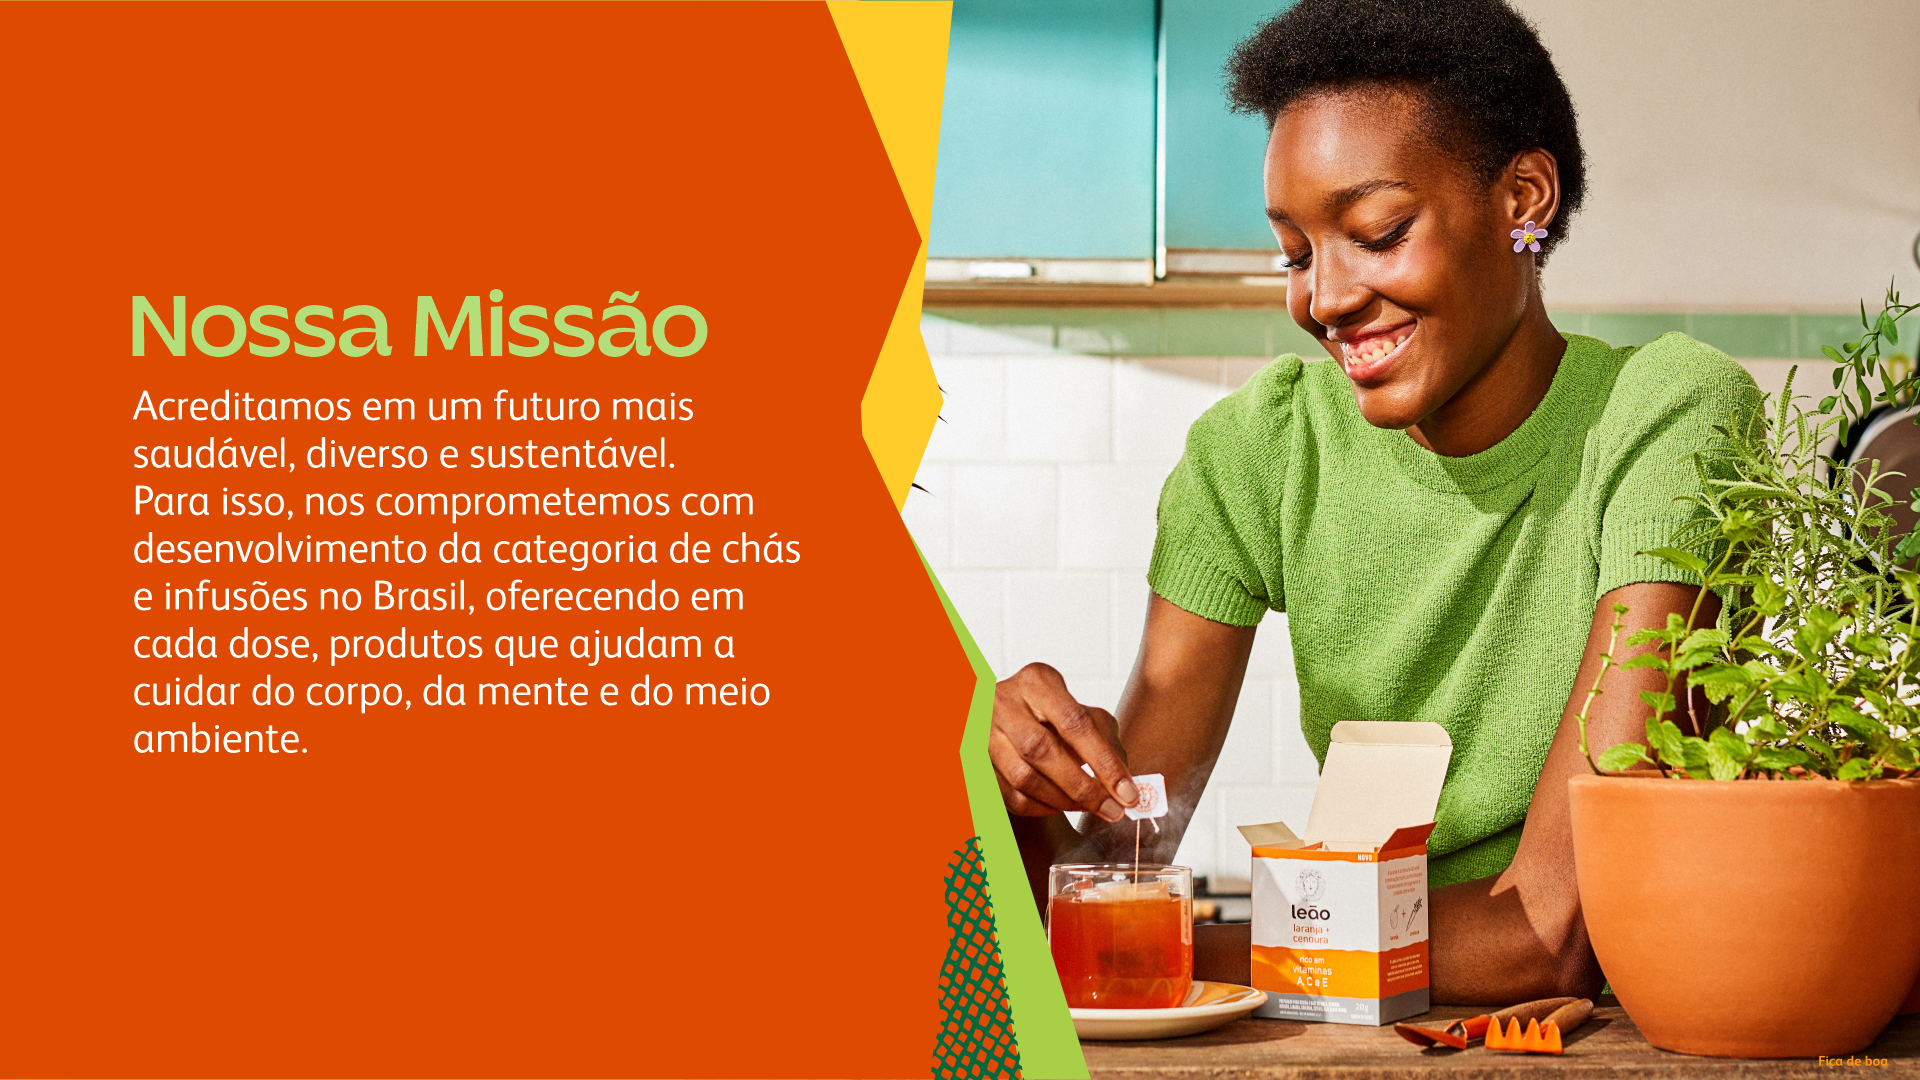 Nossa Missão
Acreditamos em um futuro mais
saudável, diverso e sustentável.
Para isso, nos comprometemos com
desenvolvimento da categoria de chás
e infusões no Brasil, oferecendo em
cada dose, produtos que ajudam a
cuidar do corpo, da mente e do meio
ambiente.
NOVO
leão
laranja +
cenoura
rico em
vitaminas
A, C e E
20g
Fica de boa